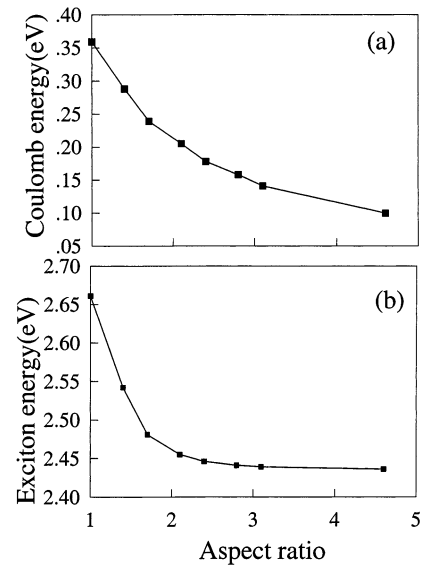 .40
(a)
.35
.30
.25
.20
.15
.10
.05
Coulomb energy(eV)
2.70
(b)
2.65
2.60
2.55
2.50
2.45
2.40
Exciton energy(eV)
1 2 3 4 5
Aspect ratio